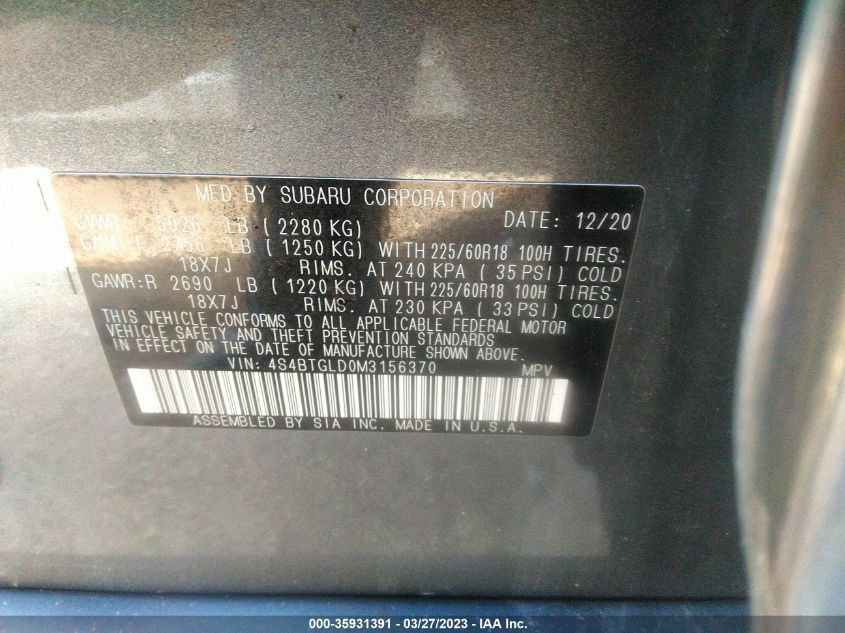 MFD BY SUBARU CORPORATION
DATE: 12/20
GVWR: 5026 LB ( 2280 KG)
GAWR:F 2756 LB ( 1250 KG) WITH 225/60R18 100H TIRES.
18X7J RIMS. AT 240 KPA ( 35 PSI) COLD
GAWR:R 2690 LB ( 1220 KG) WITH 225/60R18 100H TIRES.
18X7J RIMS. AT 230 KPA ( 33 PSI) COLD
THIS VEHICLE CONFORMS TO ALL APPLICABLE FEDERAL MOTOR
VEHICLE SAFETY AND THEFT PREVENTION STANDARDS
IN EFFECT ON THE DATE OF MANUFACTURE SHOWN ABOVE.
VIN: 4S4BTGLD0M3156370 MPV
ASSEMBLED BY SIA INC. MADE IN U.S.A.
000-35931391 — 03/27/2023 — IAA Inc.